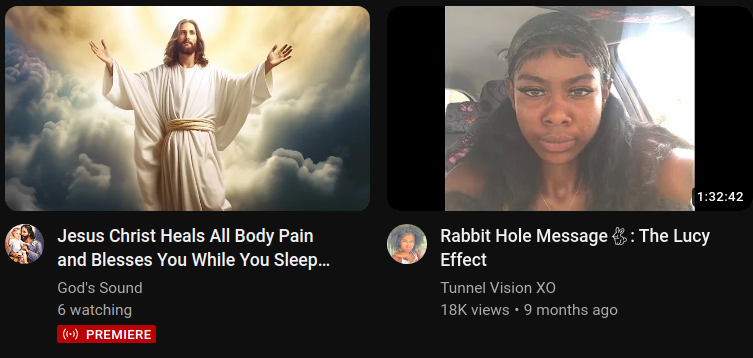 1:32:42
Jesus Christ Heals All Body Pain
and Blesses You While You Sleep...
God's Sound
6 watching
PREMIERE
Rabbit Hole Message ✌: The Lucy
Effect
Tunnel Vision XO
18K views • 9 months ago